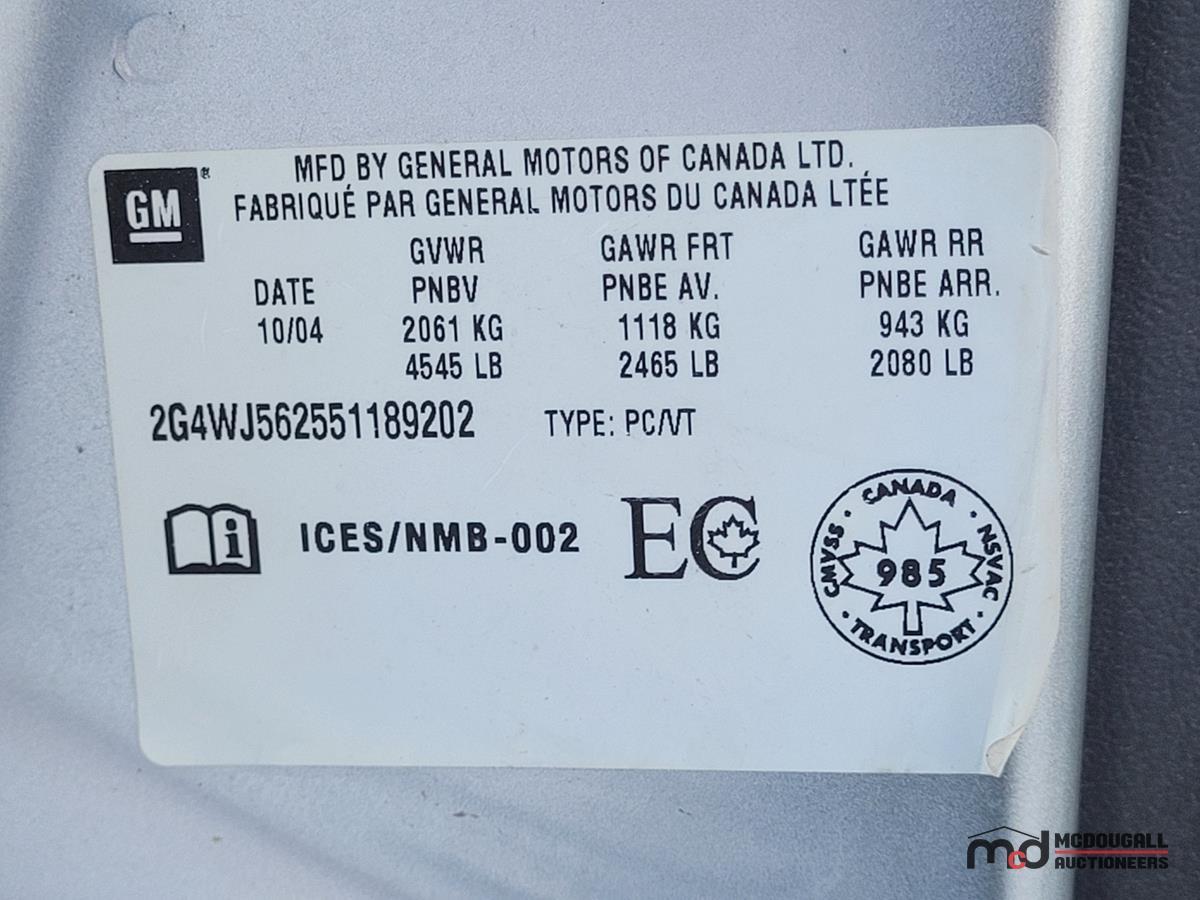 GM ®
MFD BY GENERAL MOTORS OF CANADA LTD.
FABRIQUÉ PAR GENERAL MOTORS DU CANADA LTÉE
GVWR GAWR FRT GAWR RR
DATE PNBV PNBE AV. PNBE ARR.
10/04 2061 KG 1118 KG 943 KG
4545 LB 2465 LB 2080 LB
2G4WJ562551189202 TYPE: PC/VT
i ICES/NMB-002 EC
CANADA · NSVAC · TRANSPORT · CMVSS ·
985
mcd MCDOUGALL
AUCTIONEERS